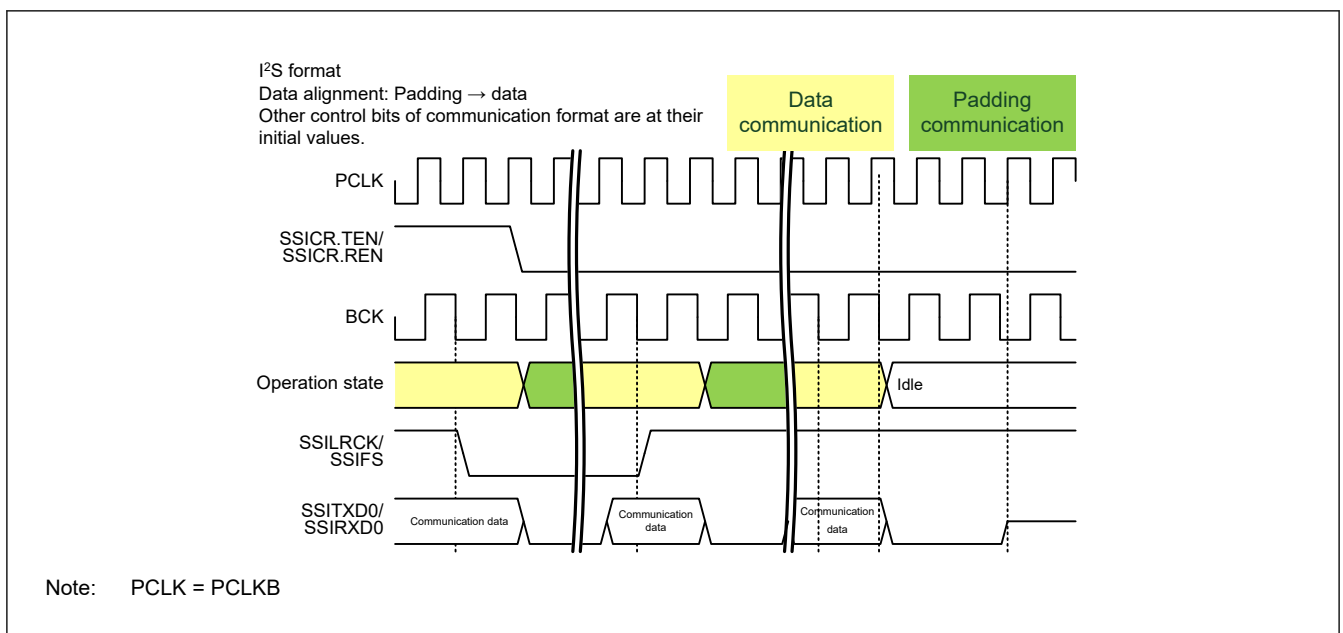 I²S format
Data alignment: Padding → data
Other control bits of communication format are at their
initial values.
Data
communication
Padding
communication
PCLK
SSICR.TEN/
SSICR.REN
BCK
Operation state
Idle
SSILRCK/
SSIFS
SSITXD0/
SSIRXD0
Communication data
Communication
data
Communication
data
Note: PCLK = PCLKB